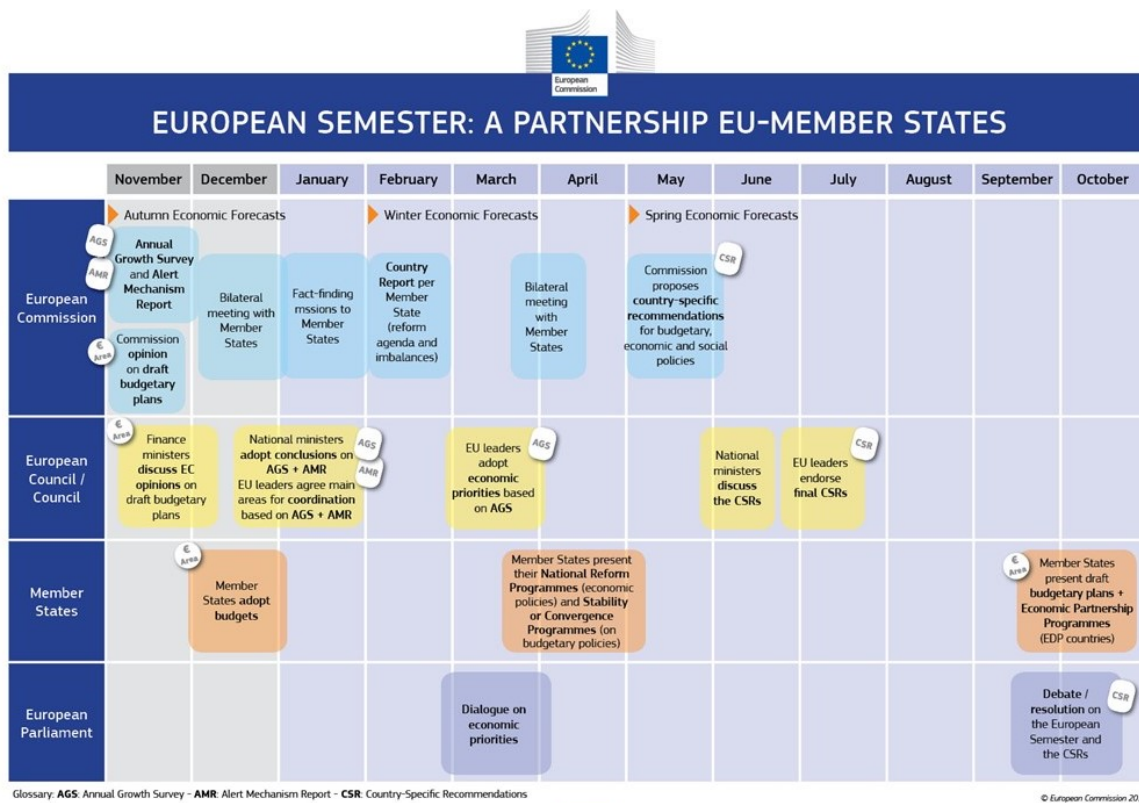 European
Commission
EUROPEAN SEMESTER: A PARTNERSHIP EU-MEMBER STATES
November December January February March April May June July August September October
European
Commission
Autumn Economic Forecasts
Winter Economic Forecasts
Spring Economic Forecasts
AGS
AMR
Annual
Growth Survey
and Alert
Mechanism
Report
€
Area
Commission
opinion
on draft
budgetary
plans
Bilateral
meeting with
Member
States
Fact-finding
mssions to
Member
States
Country
Report per
Member
State
(reform
agenda and
imbalances)
Bilateral
meeting
with
Member
States
Commission
proposes
country-specific
recommendations
for budgetary,
economic and social
policies
CSR
European
Council /
Council
€
Area
Finance
ministers
discuss EC
opinions on
draft budgetary
plans
National ministers
adopt conclusions on
AGS + AMR
EU leaders agree main
areas for coordination
based on AGS + AMR
AGS
AMR
EU leaders
adopt
economic
priorities based
on AGS
AGS
National
ministers
discuss
the CSRs
EU leaders
endorse
final CSRs
CSR
Member
States
€
Area
Member
States adopt
budgets
Member States present
their National Reform
Programmes (economic
policies) and Stability
or Convergence
Programmes (on
budgetary policies)
€
Area
Member States
present draft
budgetary plans +
Economic Partnership
Programmes
(EDP countries)
European
Parliament
Dialogue on
economic
priorities
Debate /
resolution on
the European
Semester and
the CSRs
CSR
Glossary: AGS: Annual Growth Survey - AMR: Alert Mechanism Report - CSR: Country-Specific Recommendations
© European Commission 20